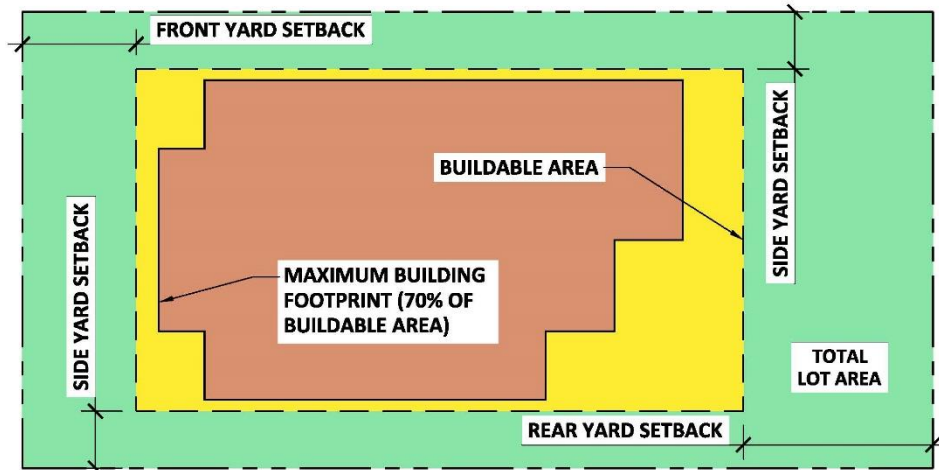 FRONT YARD SETBACK
SIDE YARD SETBACK
BUILDABLE AREA
SIDE YARD SETBACK
MAXIMUM BUILDING
FOOTPRINT (70% OF
BUILDABLE AREA)
TOTAL
LOT AREA
REAR YARD SETBACK